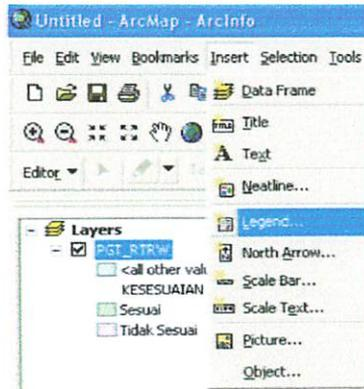 Untitled - ArcMap - ArcInfo
File Edit View Bookmarks Insert Selection Tools
Data Frame
Title
Text
Editor
Neatline...
Layers
Legend...
PGT_RTRW
North Arrow...
<all other valu
KESESUAIAN
Scale Bar...
Sesuai
Scale Text...
Tidak Sesuai
Picture...
Object...